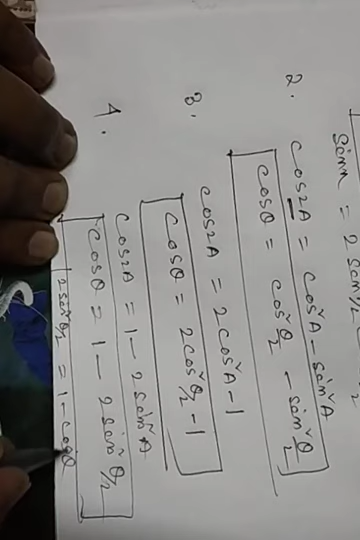 sinA = 2 sin A/2
2. cos2A = cos²A - sin²A
cosθ = cos²θ/2 - sin²θ/2
3. cos2A = 2cos²A - 1
cosθ = 2cos²θ/2 - 1
4. cos2A = 1 - 2sin²A
cosθ = 1 - 2sin²θ/2
2sin²θ/2 = 1 - cosθ